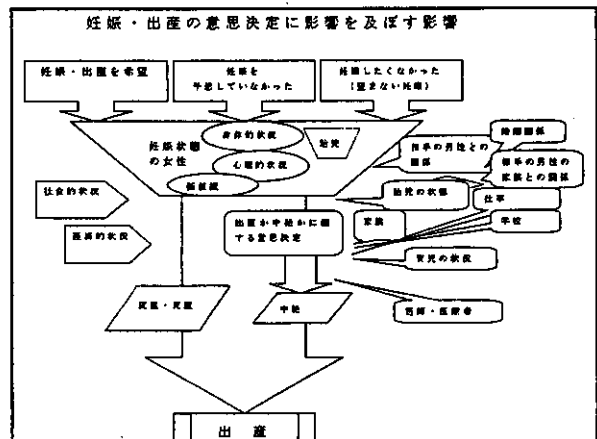 妊娠・出産の意思決定に影響を及ぼす影響
妊娠・出産を希望
妊娠を
予想していなかった
妊娠したくなかった
(望まない妊娠)
妊娠状態
の女性
身体的状況
胎児
心理的状況
価値観
婚姻関係
相手の男性との
関係
相手の男性の
家族との関係
社会的状況
胎児の状態
仕事
出産か中絶かに関
する意思決定
家族
学校
経済的状況
育児の状況
流産・死産
中絶
医師・医療者
出産